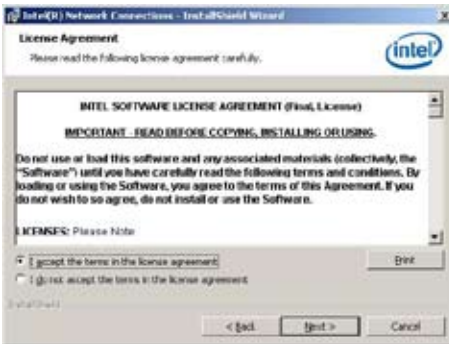 Intel(R) Network Connections - InstallShield Wizard
License Agreement
Please read the following license agreement carefully.
intel
INTEL SOFTWARE LICENSE AGREEMENT (Final, License)
IMPORTANT - READ BEFORE COPYING, INSTALLING OR USING.
Do not use or load this software and any associated materials (collectively, the
"Software") until you have carefully read the following terms and conditions. By
loading or using the Software, you agree to the terms of this Agreement. If you
do not wish to so agree, do not install or use the Software.
LICENSES: Please Note
I accept the terms in the license agreement
Print
I do not accept the terms in the license agreement
InstallShield
< Back
Next >
Cancel